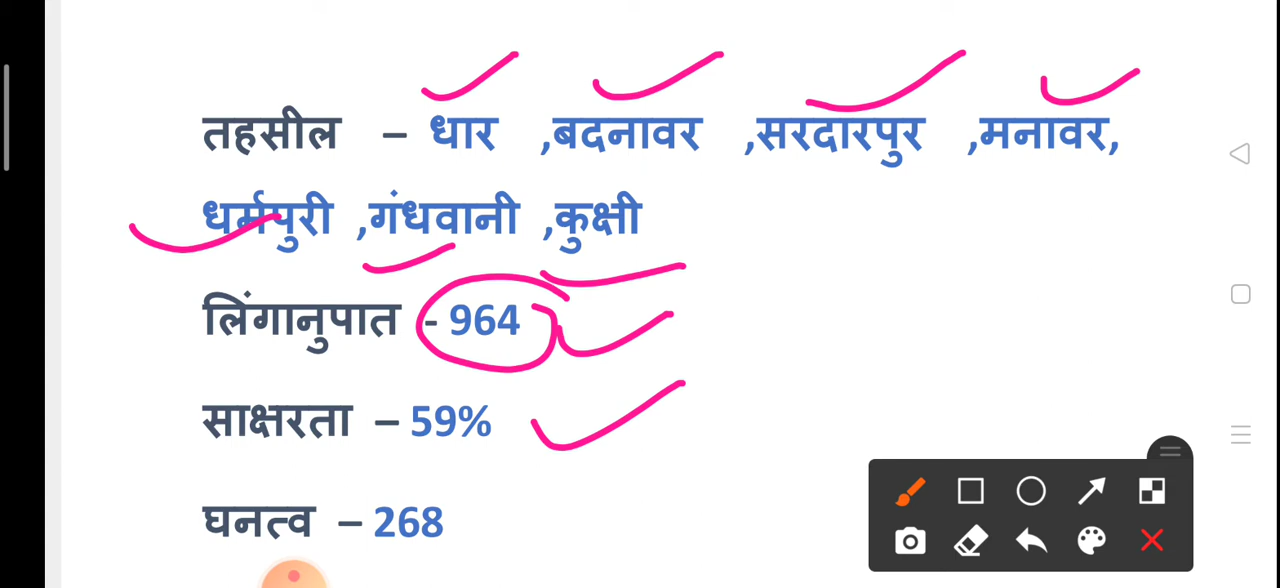 तहसील – धार ,बदनावर ,सरदारपुर ,मनावर,
धर्मपुरी ,गंधवानी ,कुक्षी
लिंगानुपात - 964
साक्षरता – 59%
घनत्व – 268